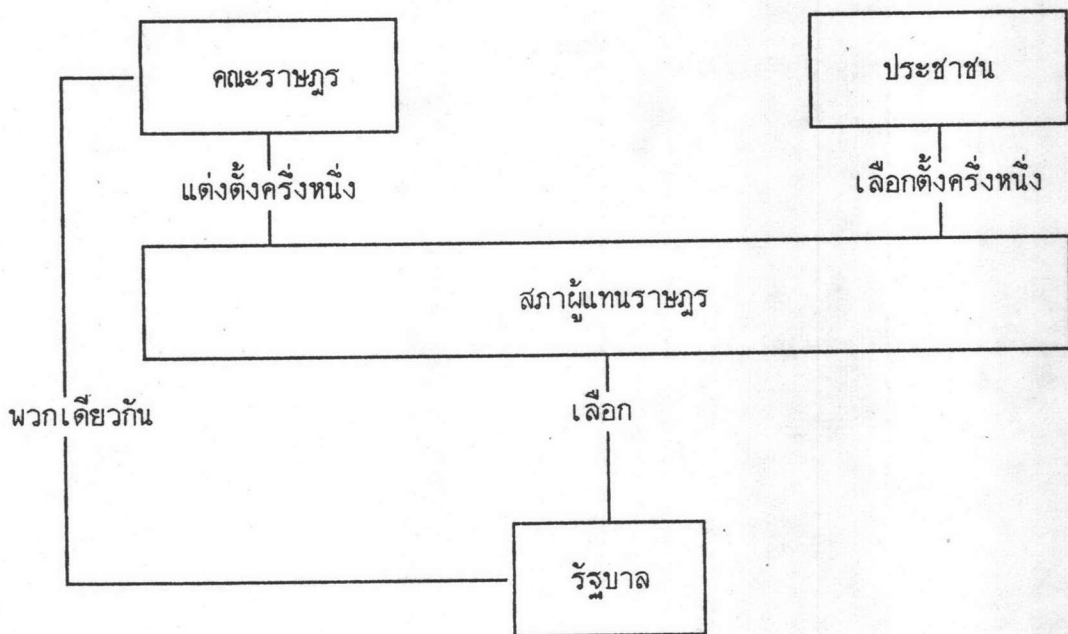 คณะราษฎร
ประชาชน
แต่งตั้งครึ่งหนึ่ง
เลือกตั้งครึ่งหนึ่ง
สภาผู้แทนราษฎร
พวกเดียวกัน
เลือก
รัฐบาล